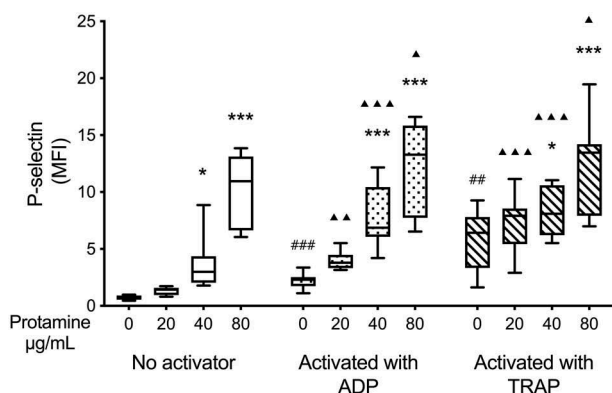 25
20
15
10
5
0
P-selectin
(MFI)
*
***
###
▲▲
▲▲▲
***
▲
***
##
▲▲▲
▲▲▲
*
▲
***
Protamine
µg/mL
0 20 40 80 0 20 40 80 0 20 40 80
No activator
Activated with
ADP
Activated with
TRAP